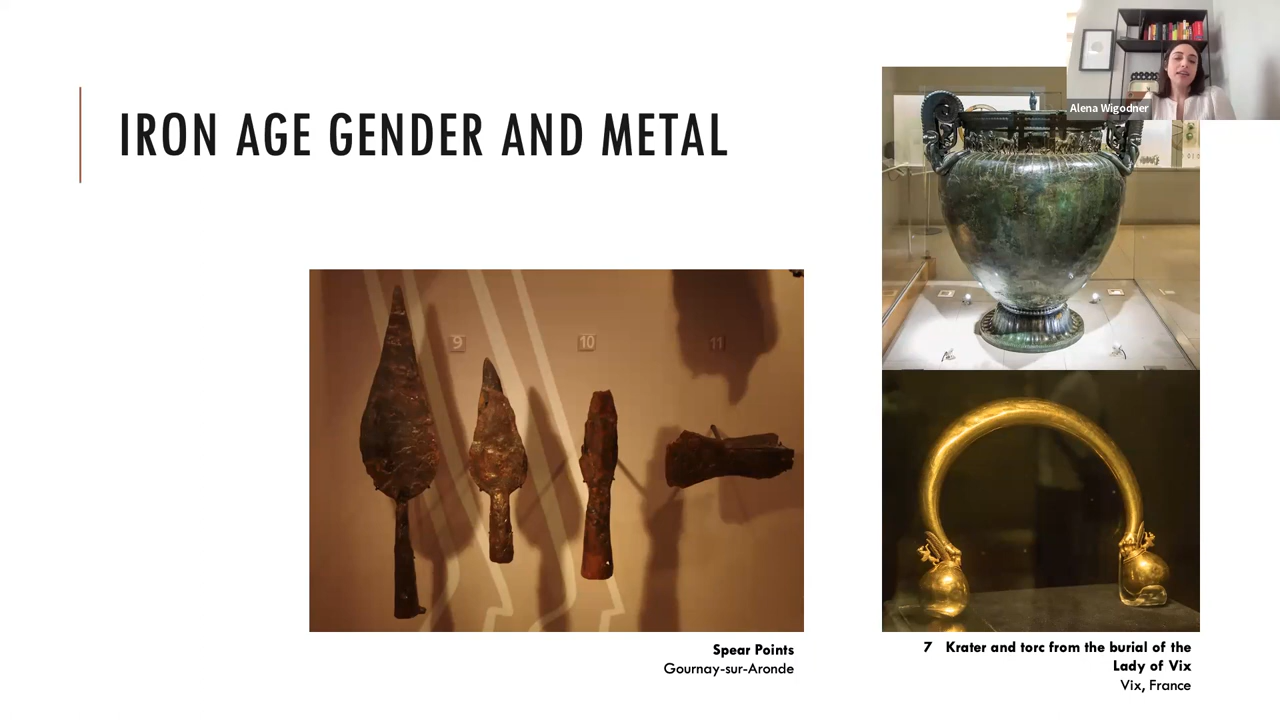 IRON AGE GENDER AND METAL
Alena Wigodner
9
10
11
Spear Points
Gournay-sur-Aronde
7 Krater and torc from the burial of the
Lady of Vix
Vix, France